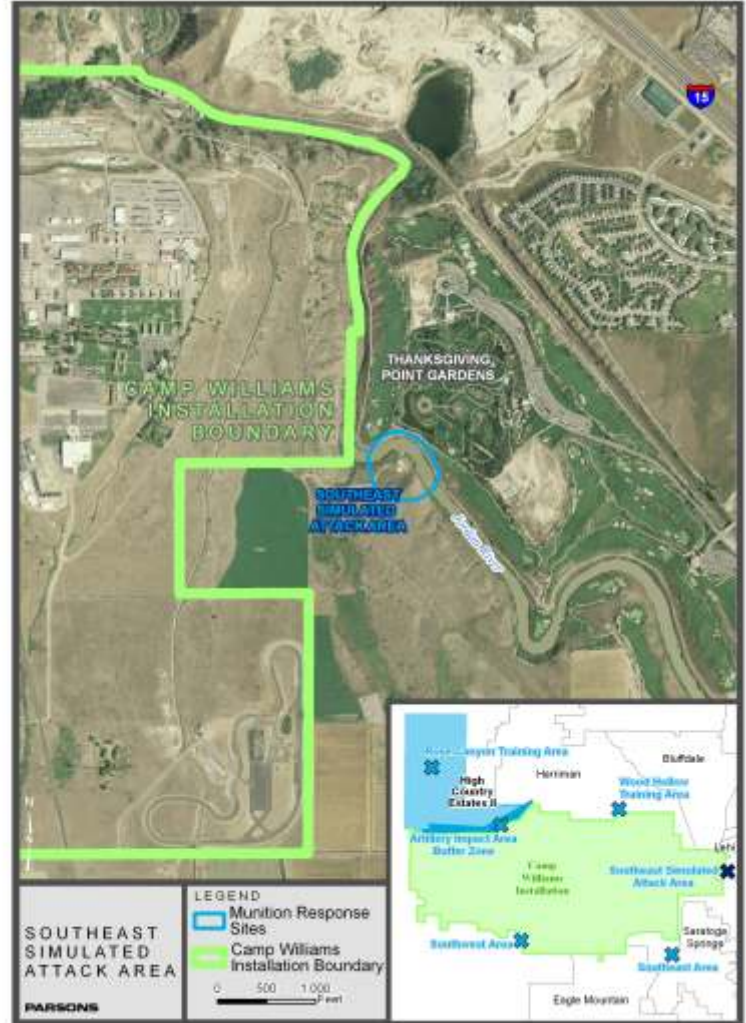 15
THANKSGIVING
POINT GARDENS
CAMP WILLIAMS
INSTALLATION
BOUNDARY
SOUTHEAST
SIMULATED
ATTACK AREA
Jordan River
Canyon Training Area
High
Country
Estates II
Herriman
Bluffdale
Wood Hollow
Training Area
Artillery Impact Area
Buffer Zone
Camp
Williams
Installation
Lehi
Southeast Simulated
Attack Area
Southwest Area
Saratoga
Springs
Southeast Area
Eagle Mountain
SOUTHEAST
SIMULATED
ATTACK AREA
PARSONS
LEGEND
Munition Response
Sites
Camp Williams
Installation Boundary
0 500 1 000
Feet